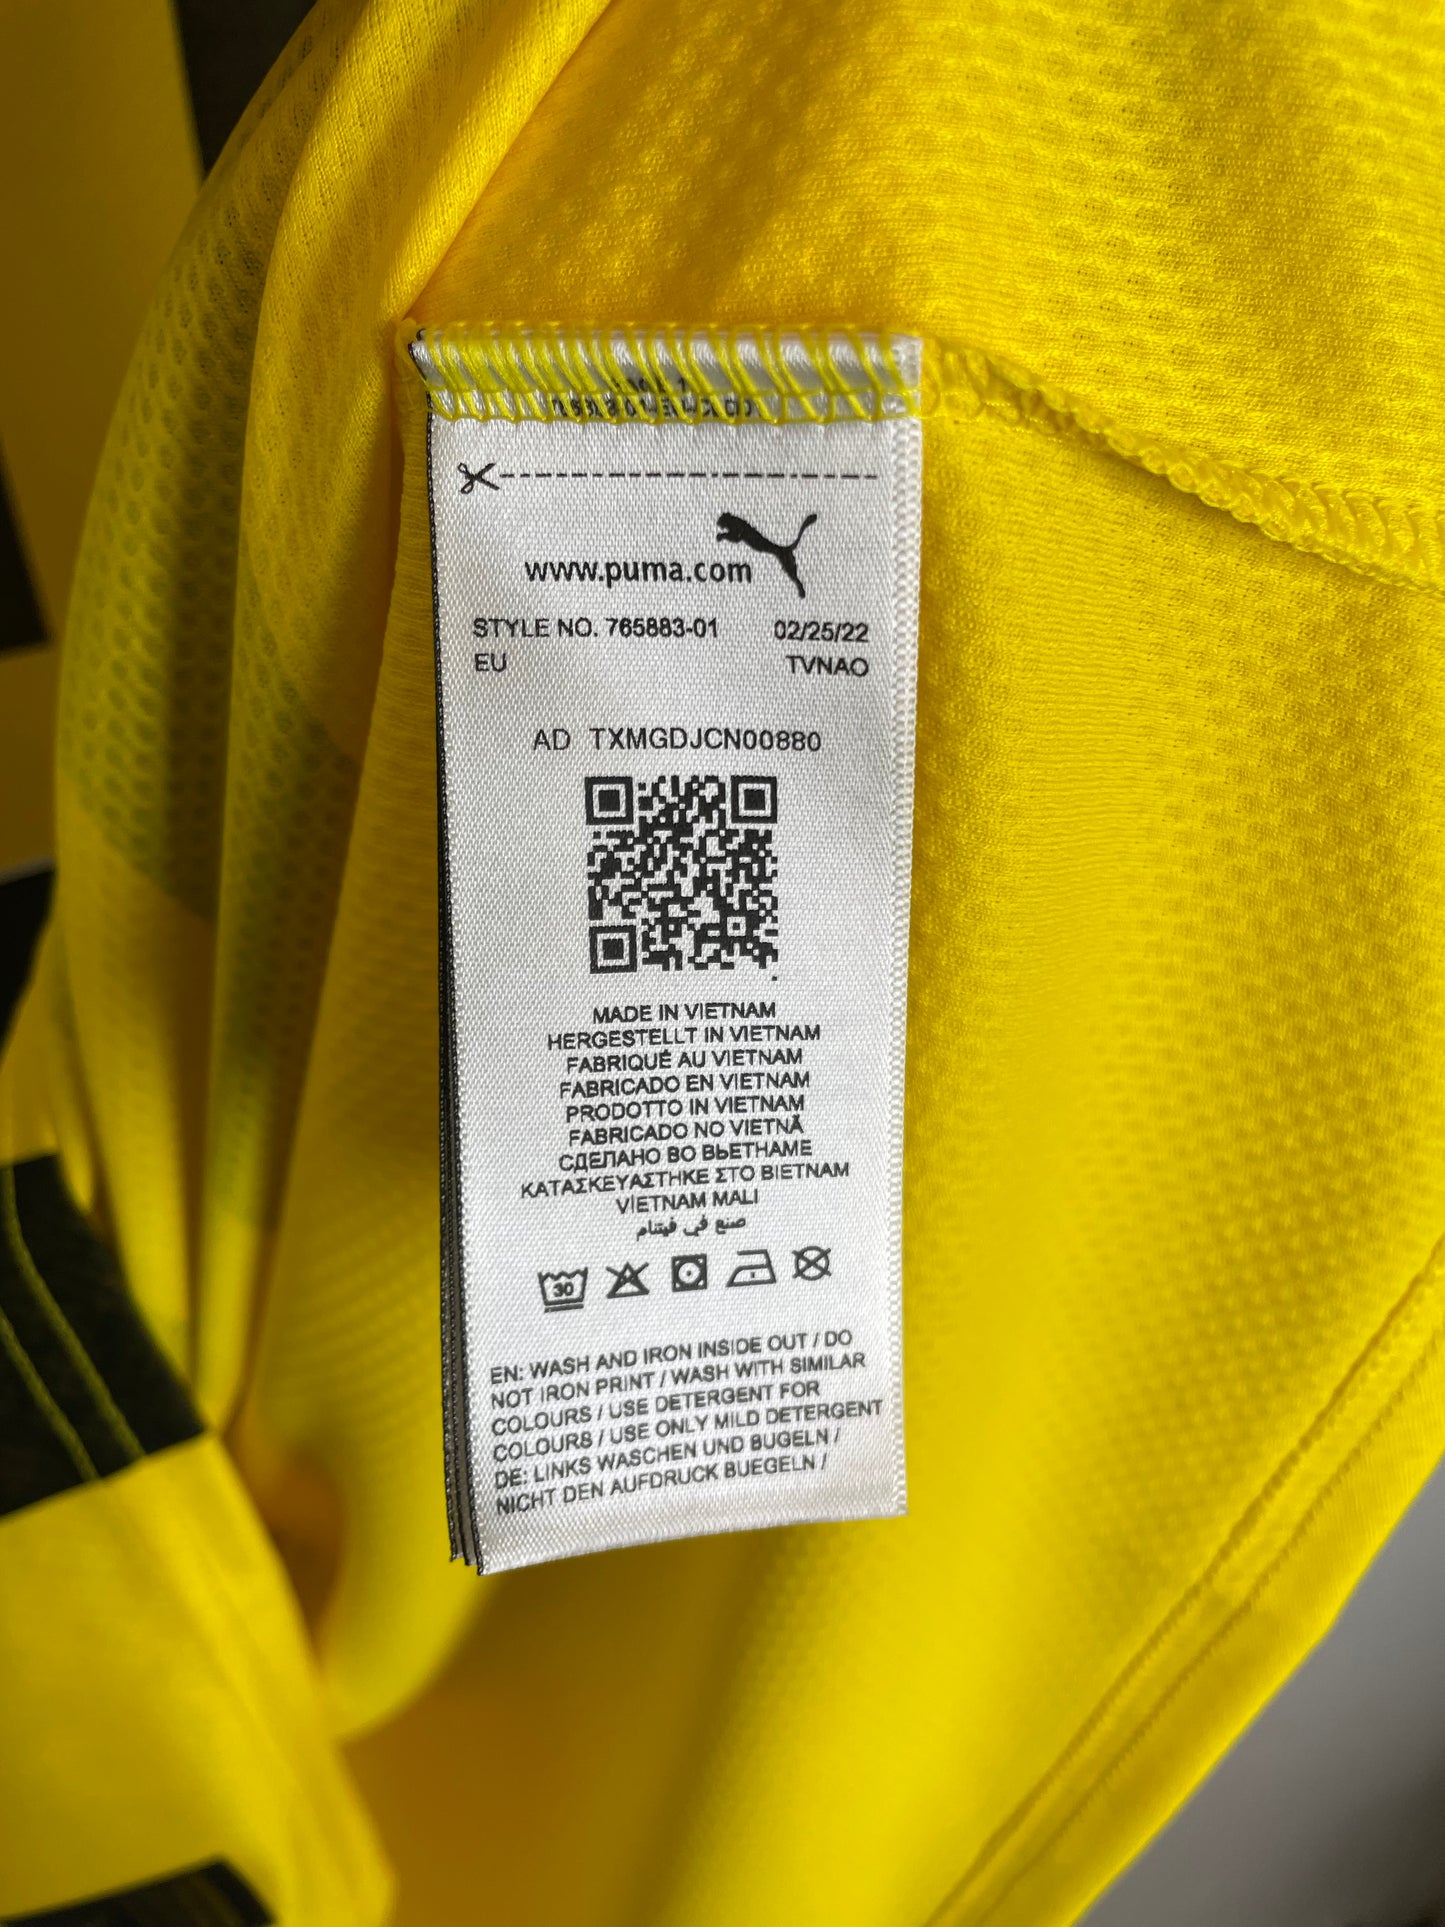 www.puma.com
STYLE NO. 765883-01 02/25/22
EU TVNAO
AD TXMGDJCN00880
MADE IN VIETNAM
HERGESTELLT IN VIETNAM
FABRIQUÉ AU VIETNAM
FABRICADO EN VIETNAM
PRODOTTO IN VIETNAM
FABRICADO NO VIETNÃ
СДЕЛАНО ВО ВЬЕТНАМЕ
ΚΑΤΑΣΚΕΥΑΣΤΗΚΕ ΣΤΟ ΒΙΕΤΝΑΜ
VİETNAM MALI
صنع في فيتنام
30
EN: WASH AND IRON INSIDE OUT / DO
NOT IRON PRINT / WASH WITH SIMILAR
COLOURS / USE DETERGENT FOR
COLOURS / USE ONLY MILD DETERGENT
DE: LINKS WASCHEN UND BUGELN /
NICHT DEN AUFDRUCK BUEGELN /